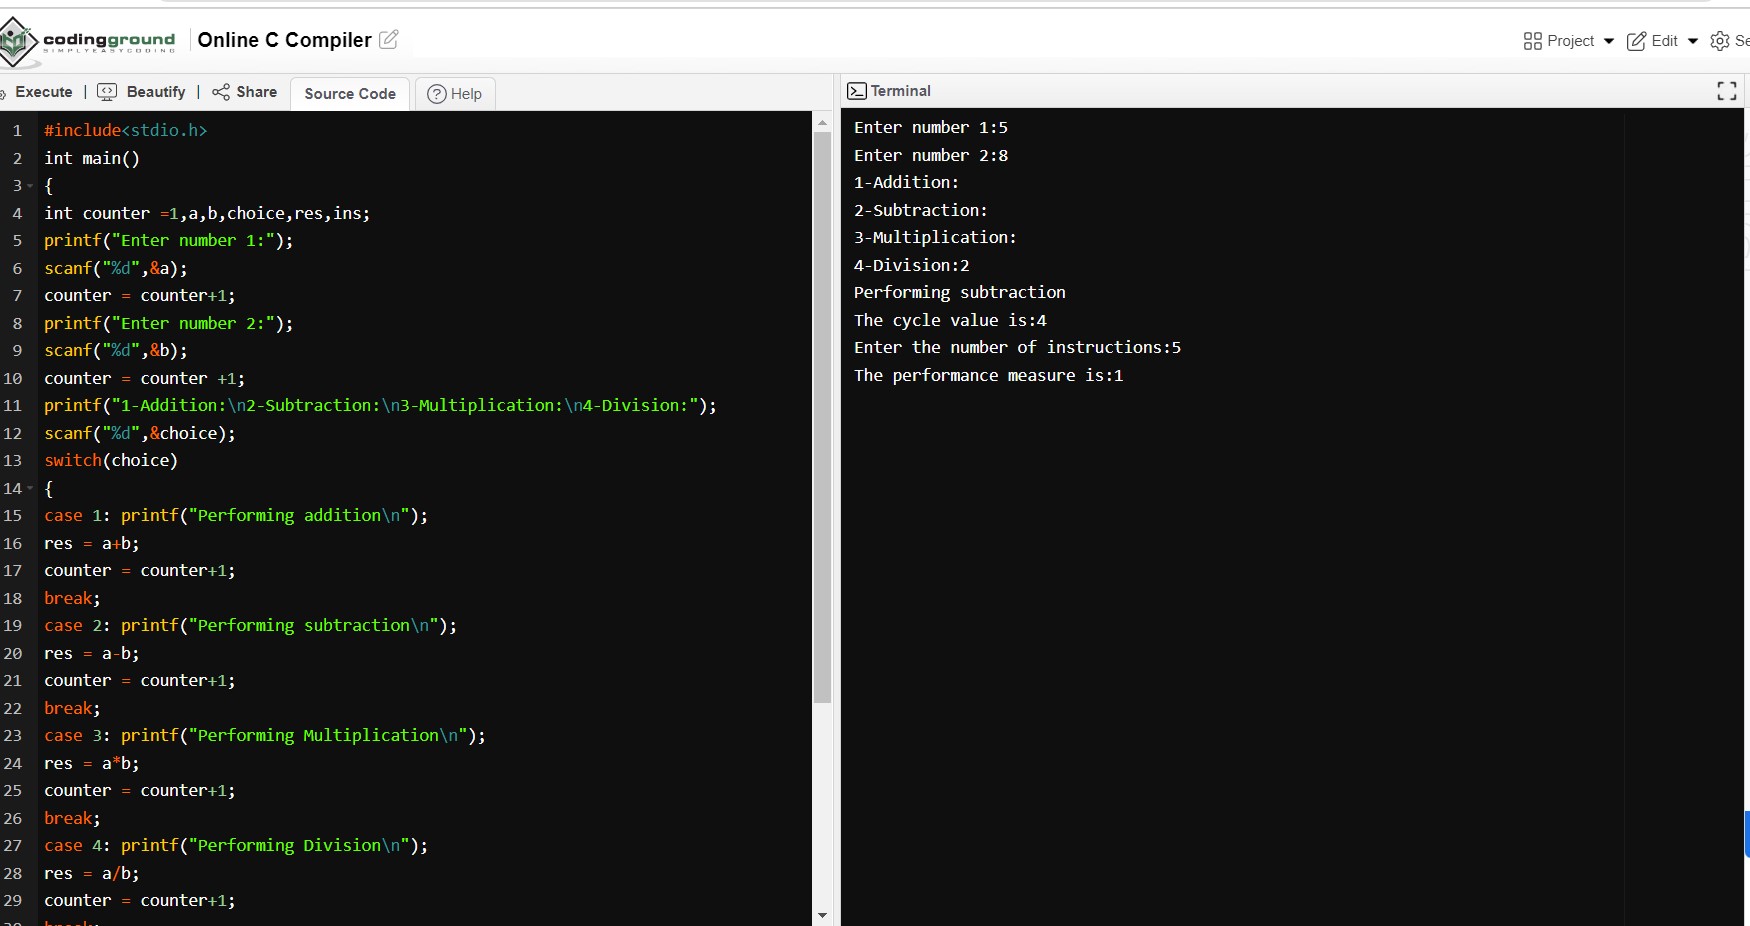 codingground
SIMPLYEASYCODING
Online C Compiler
Project
Edit
Execute | Beautify | Share
Source Code
Help
1 #include<stdio.h>
2 int main()
3 {
4 int counter =1,a,b,choice,res,ins;
5 printf("Enter number 1:");
6 scanf("%d",&a);
7 counter = counter+1;
8 printf("Enter number 2:");
9 scanf("%d",&b);
10 counter = counter +1;
11 printf("1-Addition:\n2-Subtraction:\n3-Multiplication:\n4-Division:");
12 scanf("%d",&choice);
13 switch(choice)
14 {
15 case 1: printf("Performing addition\n");
16 res = a+b;
17 counter = counter+1;
18 break;
19 case 2: printf("Performing subtraction\n");
20 res = a-b;
21 counter = counter+1;
22 break;
23 case 3: printf("Performing Multiplication\n");
24 res = a*b;
25 counter = counter+1;
26 break;
27 case 4: printf("Performing Division\n");
28 res = a/b;
29 counter = counter+1;
Terminal
Enter number 1:5
Enter number 2:8
1-Addition:
2-Subtraction:
3-Multiplication:
4-Division:2
Performing subtraction
The cycle value is:4
Enter the number of instructions:5
The performance measure is:1